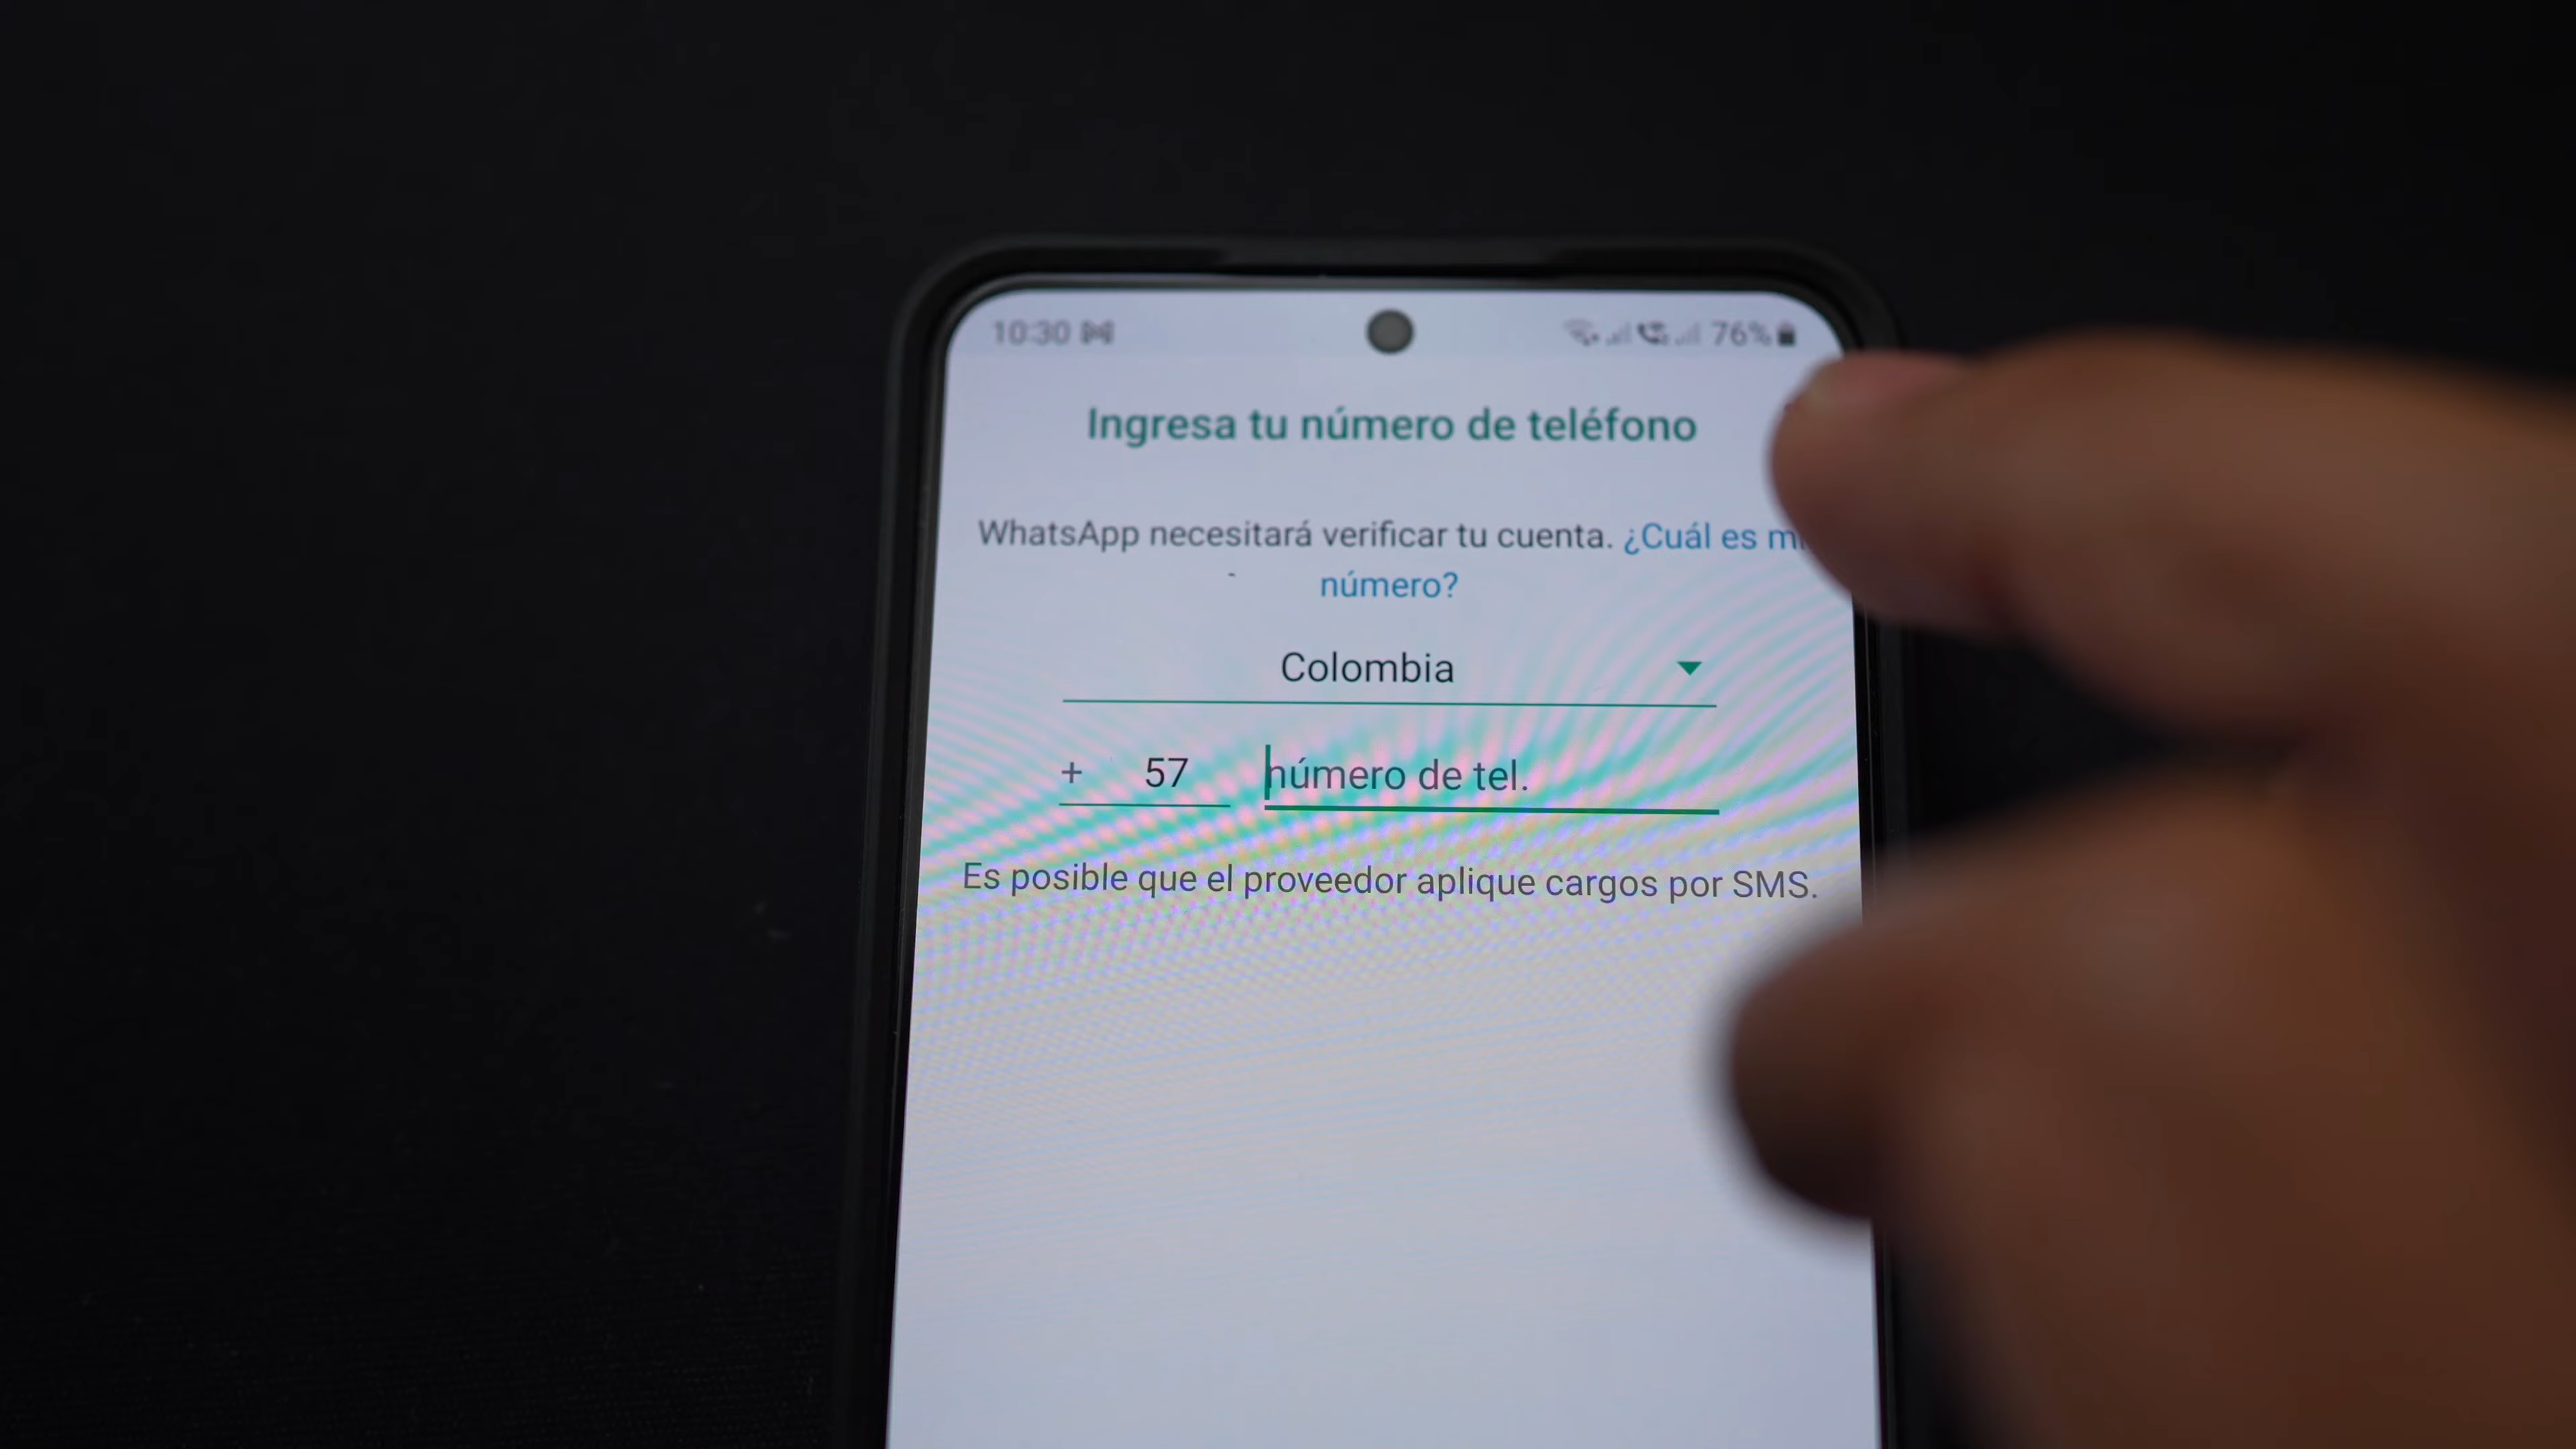 10:30 76%
Ingresa tu número de teléfono
WhatsApp necesitará verificar tu cuenta. ¿Cuál es mi
número?
Colombia
+ 57 número de tel.
Es posible que el proveedor aplique cargos por SMS.